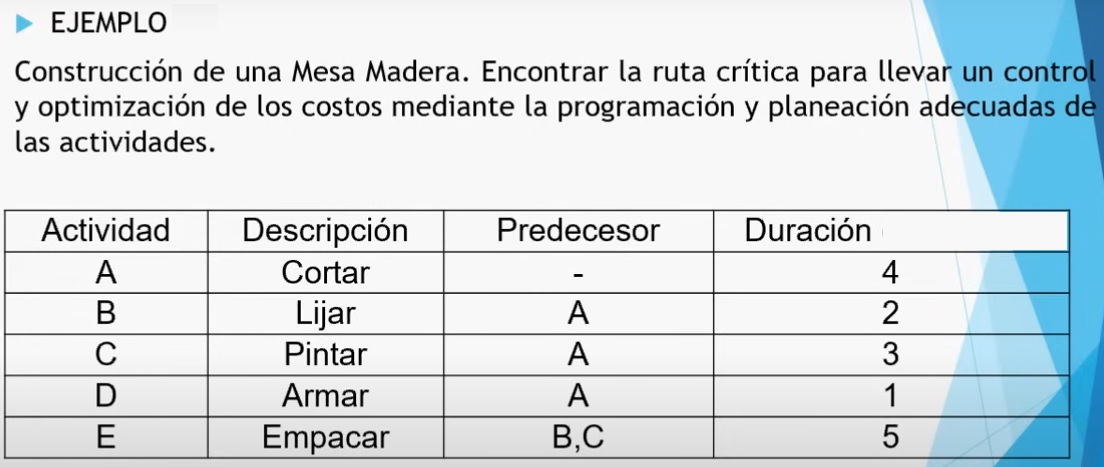 EJEMPLO
Construcción de una Mesa Madera. Encontrar la ruta crítica para llevar un control
y optimización de los costos mediante la programación y planeación adecuadas de
las actividades.
Actividad Descripción Predecesor Duración
A Cortar - 4
B Lijar A 2
C Pintar A 3
D Armar A 1
E Empacar B,C 5